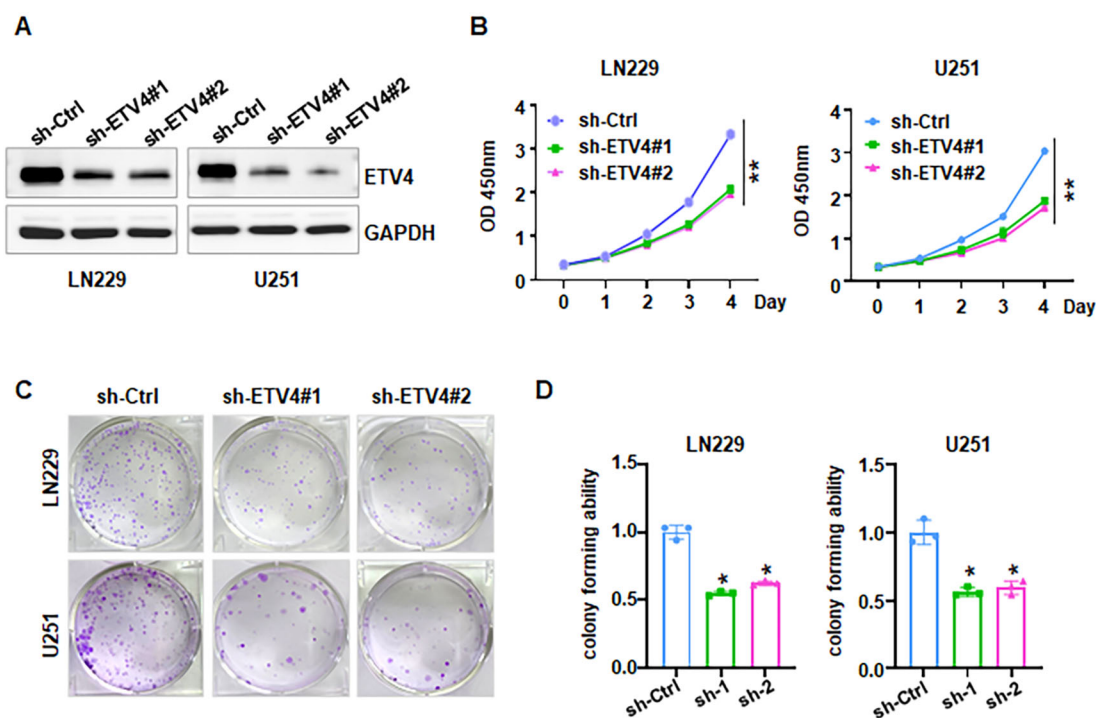 A
sh-Ctrl sh-ETV4#1 sh-ETV4#2 sh-Ctrl sh-ETV4#1 sh-ETV4#2
ETV4
GAPDH
LN229 U251
B
LN229
OD 450nm
4
3
2
1
0
sh-Ctrl
sh-ETV4#1
sh-ETV4#2
**
0 1 2 3 4 Day
U251
OD 450nm
4
3
2
1
0
sh-Ctrl
sh-ETV4#1
sh-ETV4#2
**
0 1 2 3 4 Day
C
sh-Ctrl sh-ETV4#1 sh-ETV4#2
LN229
U251
D
LN229
colony forming ability
1.5
1.0
0.5
0.0
* *
sh-Ctrl sh-1 sh-2
U251
colony forming ability
1.5
1.0
0.5
0.0
* *
sh-Ctrl sh-1 sh-2